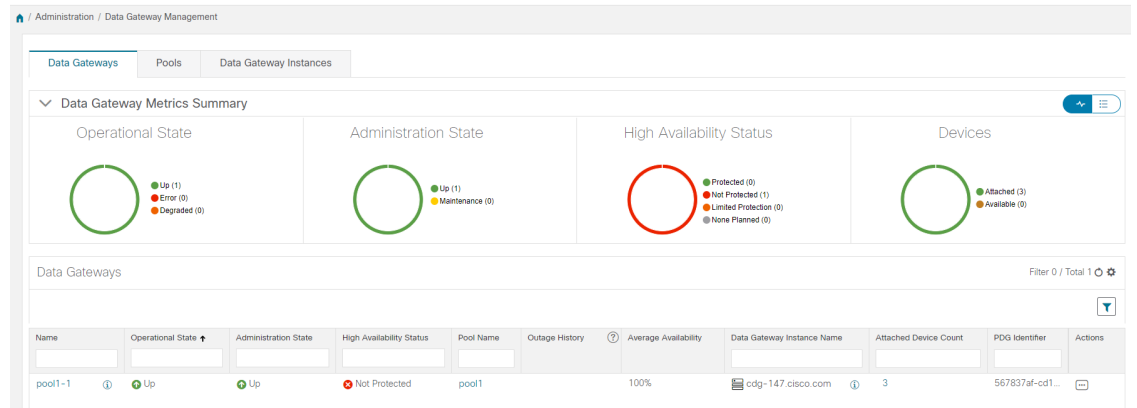 / Administration / Data Gateway Management
Data Gateways Pools Data Gateway Instances
Data Gateway Metrics Summary
Operational State Administration State High Availability Status Devices
Up (1)
Error (0)
Degraded (0)
Up (1)
Maintenance (0)
Protected (0)
Not Protected (1)
Limited Protection (0)
None Planned (0)
Attached (3)
Available (0)
Data Gateways Filter 0 / Total 1
Name Operational State Administration State High Availability Status Pool Name Outage History ? Average Availability Data Gateway Instance Name Attached Device Count PDG Identifier Actions
pool1-1 i Up Up Not Protected pool1 100% cdg-147.cisco.com i 3 567837af-cd1... ...